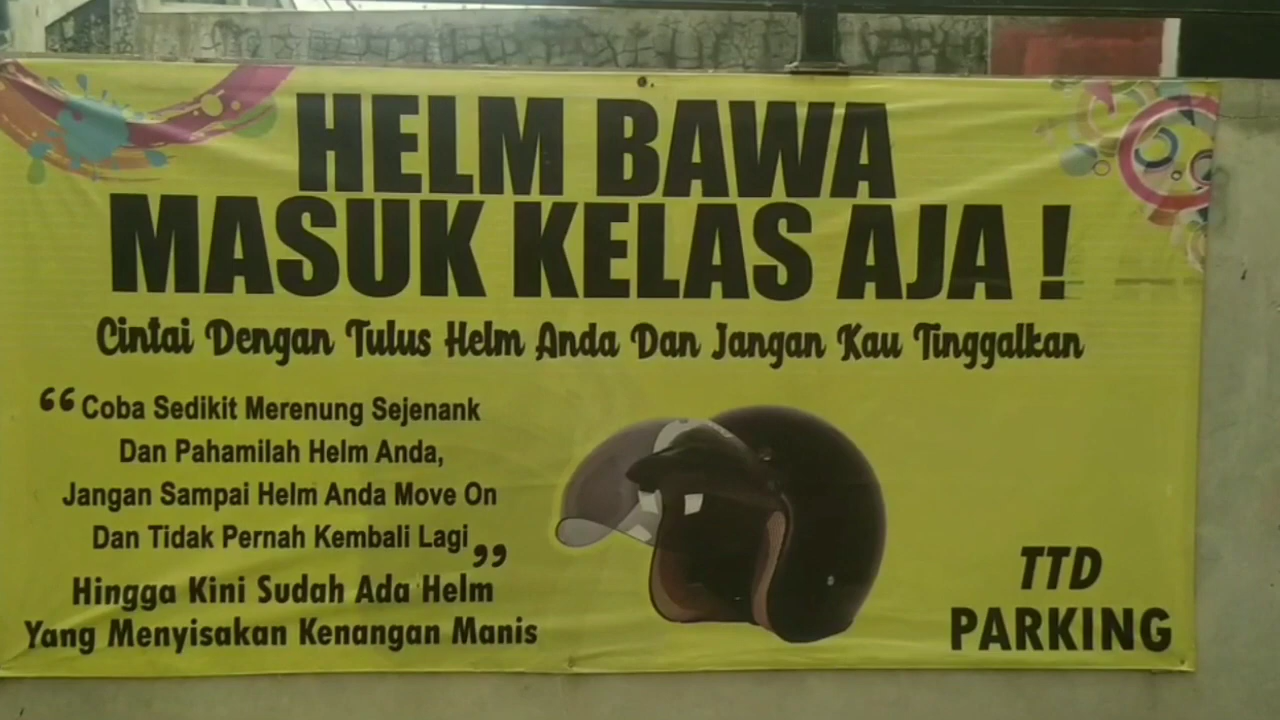 HELM BAWA
MASUK KELAS AJA !
Cintai Dengan Tulus Helm Anda Dan Jangan Kau Tinggalkan
“Coba Sedikit Merenung Sejenank
Dan Pahamilah Helm Anda,
Jangan Sampai Helm Anda Move On
Dan Tidak Pernah Kembali Lagi”
Hingga Kini Sudah Ada Helm
Yang Menyisakan Kenangan Manis
TTD
PARKING